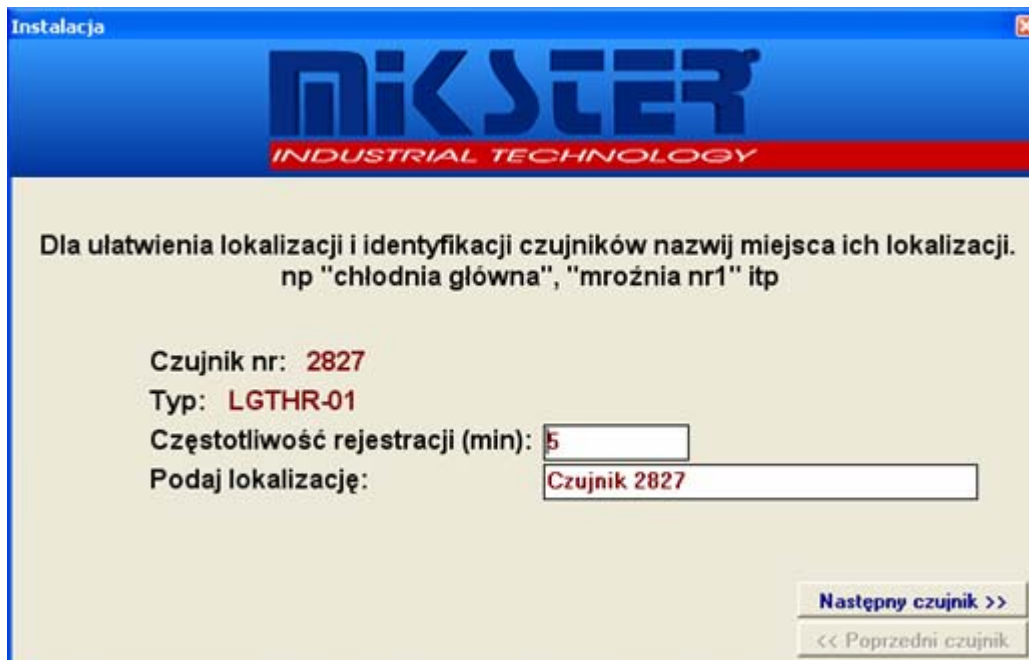 Instalacja
MIKSTER
INDUSTRIAL TECHNOLOGY
Dla ułatwienia lokalizacji i identyfikacji czujników nazwij miejsca ich lokalizacji.
np "chłodnia główna", "mroźnia nr1" itp
Czujnik nr: 2827
Typ: LGTHR-01
Częstotliwość rejestracji (min): 5
Podaj lokalizację: Czujnik 2827
Następny czujnik >>
<< Poprzedni czujnik